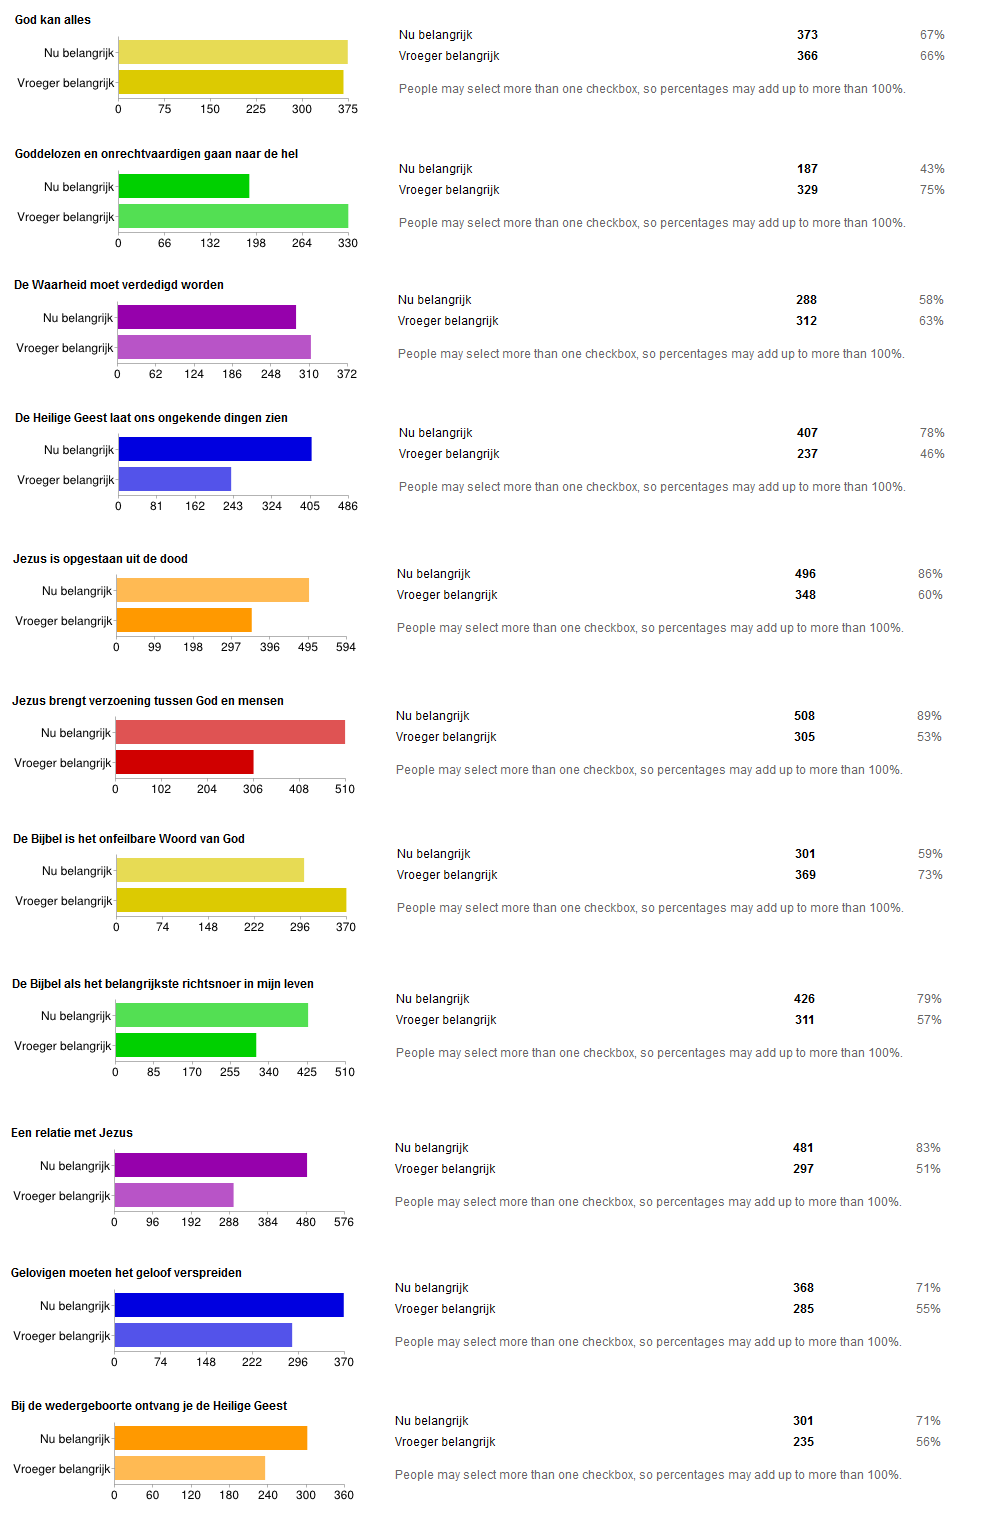 God kan alles
Nu belangrijk 373 67%
Vroeger belangrijk 366 66%
People may select more than one checkbox, so percentages may add up to more than 100%.
Nu belangrijk
Vroeger belangrijk
0 75 150 225 300 375
Goddelozen en onrechtvaardigen gaan naar de hel
Nu belangrijk 187 43%
Vroeger belangrijk 329 75%
People may select more than one checkbox, so percentages may add up to more than 100%.
Nu belangrijk
Vroeger belangrijk
0 66 132 198 264 330
De Waarheid moet verdedigd worden
Nu belangrijk 288 58%
Vroeger belangrijk 312 63%
People may select more than one checkbox, so percentages may add up to more than 100%.
Nu belangrijk
Vroeger belangrijk
0 62 124 186 248 310 372
De Heilige Geest laat ons ongekende dingen zien
Nu belangrijk 407 78%
Vroeger belangrijk 237 46%
People may select more than one checkbox, so percentages may add up to more than 100%.
Nu belangrijk
Vroeger belangrijk
0 81 162 243 324 405 486
Jezus is opgestaan uit de dood
Nu belangrijk 496 86%
Vroeger belangrijk 348 60%
People may select more than one checkbox, so percentages may add up to more than 100%.
Nu belangrijk
Vroeger belangrijk
0 99 198 297 396 495 594
Jezus brengt verzoening tussen God en mensen
Nu belangrijk 508 89%
Vroeger belangrijk 305 53%
People may select more than one checkbox, so percentages may add up to more than 100%.
Nu belangrijk
Vroeger belangrijk
0 102 204 306 408 510
De Bijbel is het onfeilbare Woord van God
Nu belangrijk 301 59%
Vroeger belangrijk 369 73%
People may select more than one checkbox, so percentages may add up to more than 100%.
Nu belangrijk
Vroeger belangrijk
0 74 148 222 296 370
De Bijbel als het belangrijkste richtsnoer in mijn leven
Nu belangrijk 426 79%
Vroeger belangrijk 311 57%
People may select more than one checkbox, so percentages may add up to more than 100%.
Nu belangrijk
Vroeger belangrijk
0 85 170 255 340 425 510
Een relatie met Jezus
Nu belangrijk 481 83%
Vroeger belangrijk 297 51%
People may select more than one checkbox, so percentages may add up to more than 100%.
Nu belangrijk
Vroeger belangrijk
0 96 192 288 384 480 576
Gelovigen moeten het geloof verspreiden
Nu belangrijk 368 71%
Vroeger belangrijk 285 55%
People may select more than one checkbox, so percentages may add up to more than 100%.
Nu belangrijk
Vroeger belangrijk
0 74 148 222 296 370
Bij de wedergeboorte ontvang je de Heilige Geest
Nu belangrijk 301 71%
Vroeger belangrijk 235 56%
People may select more than one checkbox, so percentages may add up to more than 100%.
Nu belangrijk
Vroeger belangrijk
0 60 120 180 240 300 360